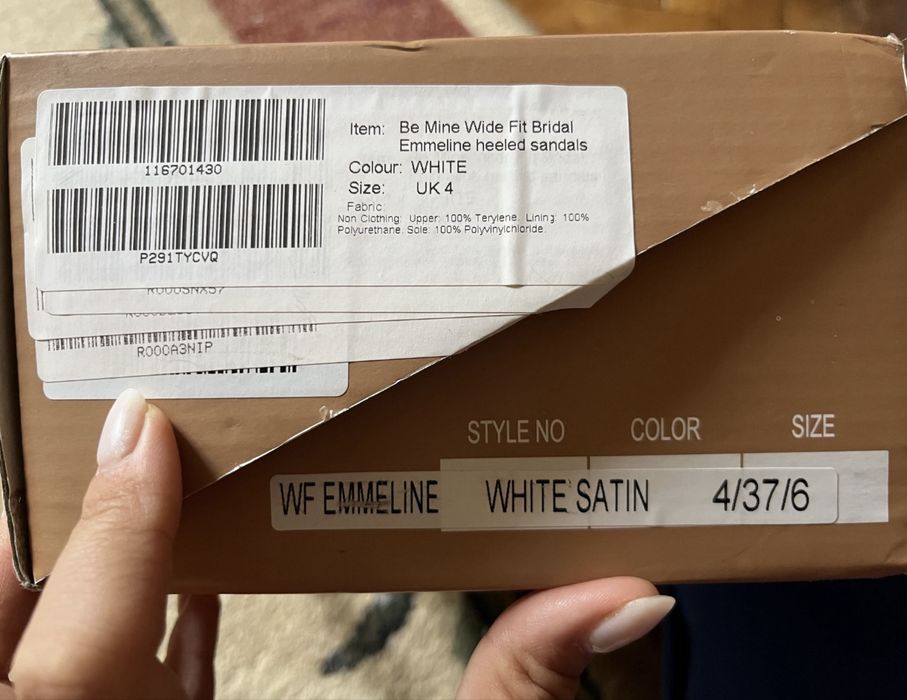 116701430
P291TYCVQ
Item: Be Mine Wide Fit Bridal
Emmeline heeled sandals
Colour: WHITE
Size: UK 4
Fabric:
Non Clothing: Upper: 100% Terylene. Lining: 100%
Polyurethane. Sole: 100% Polyvinylchloride.
R000A3NIP
STYLE NO COLOR SIZE
WF EMMELINE WHITE SATIN 4/37/6